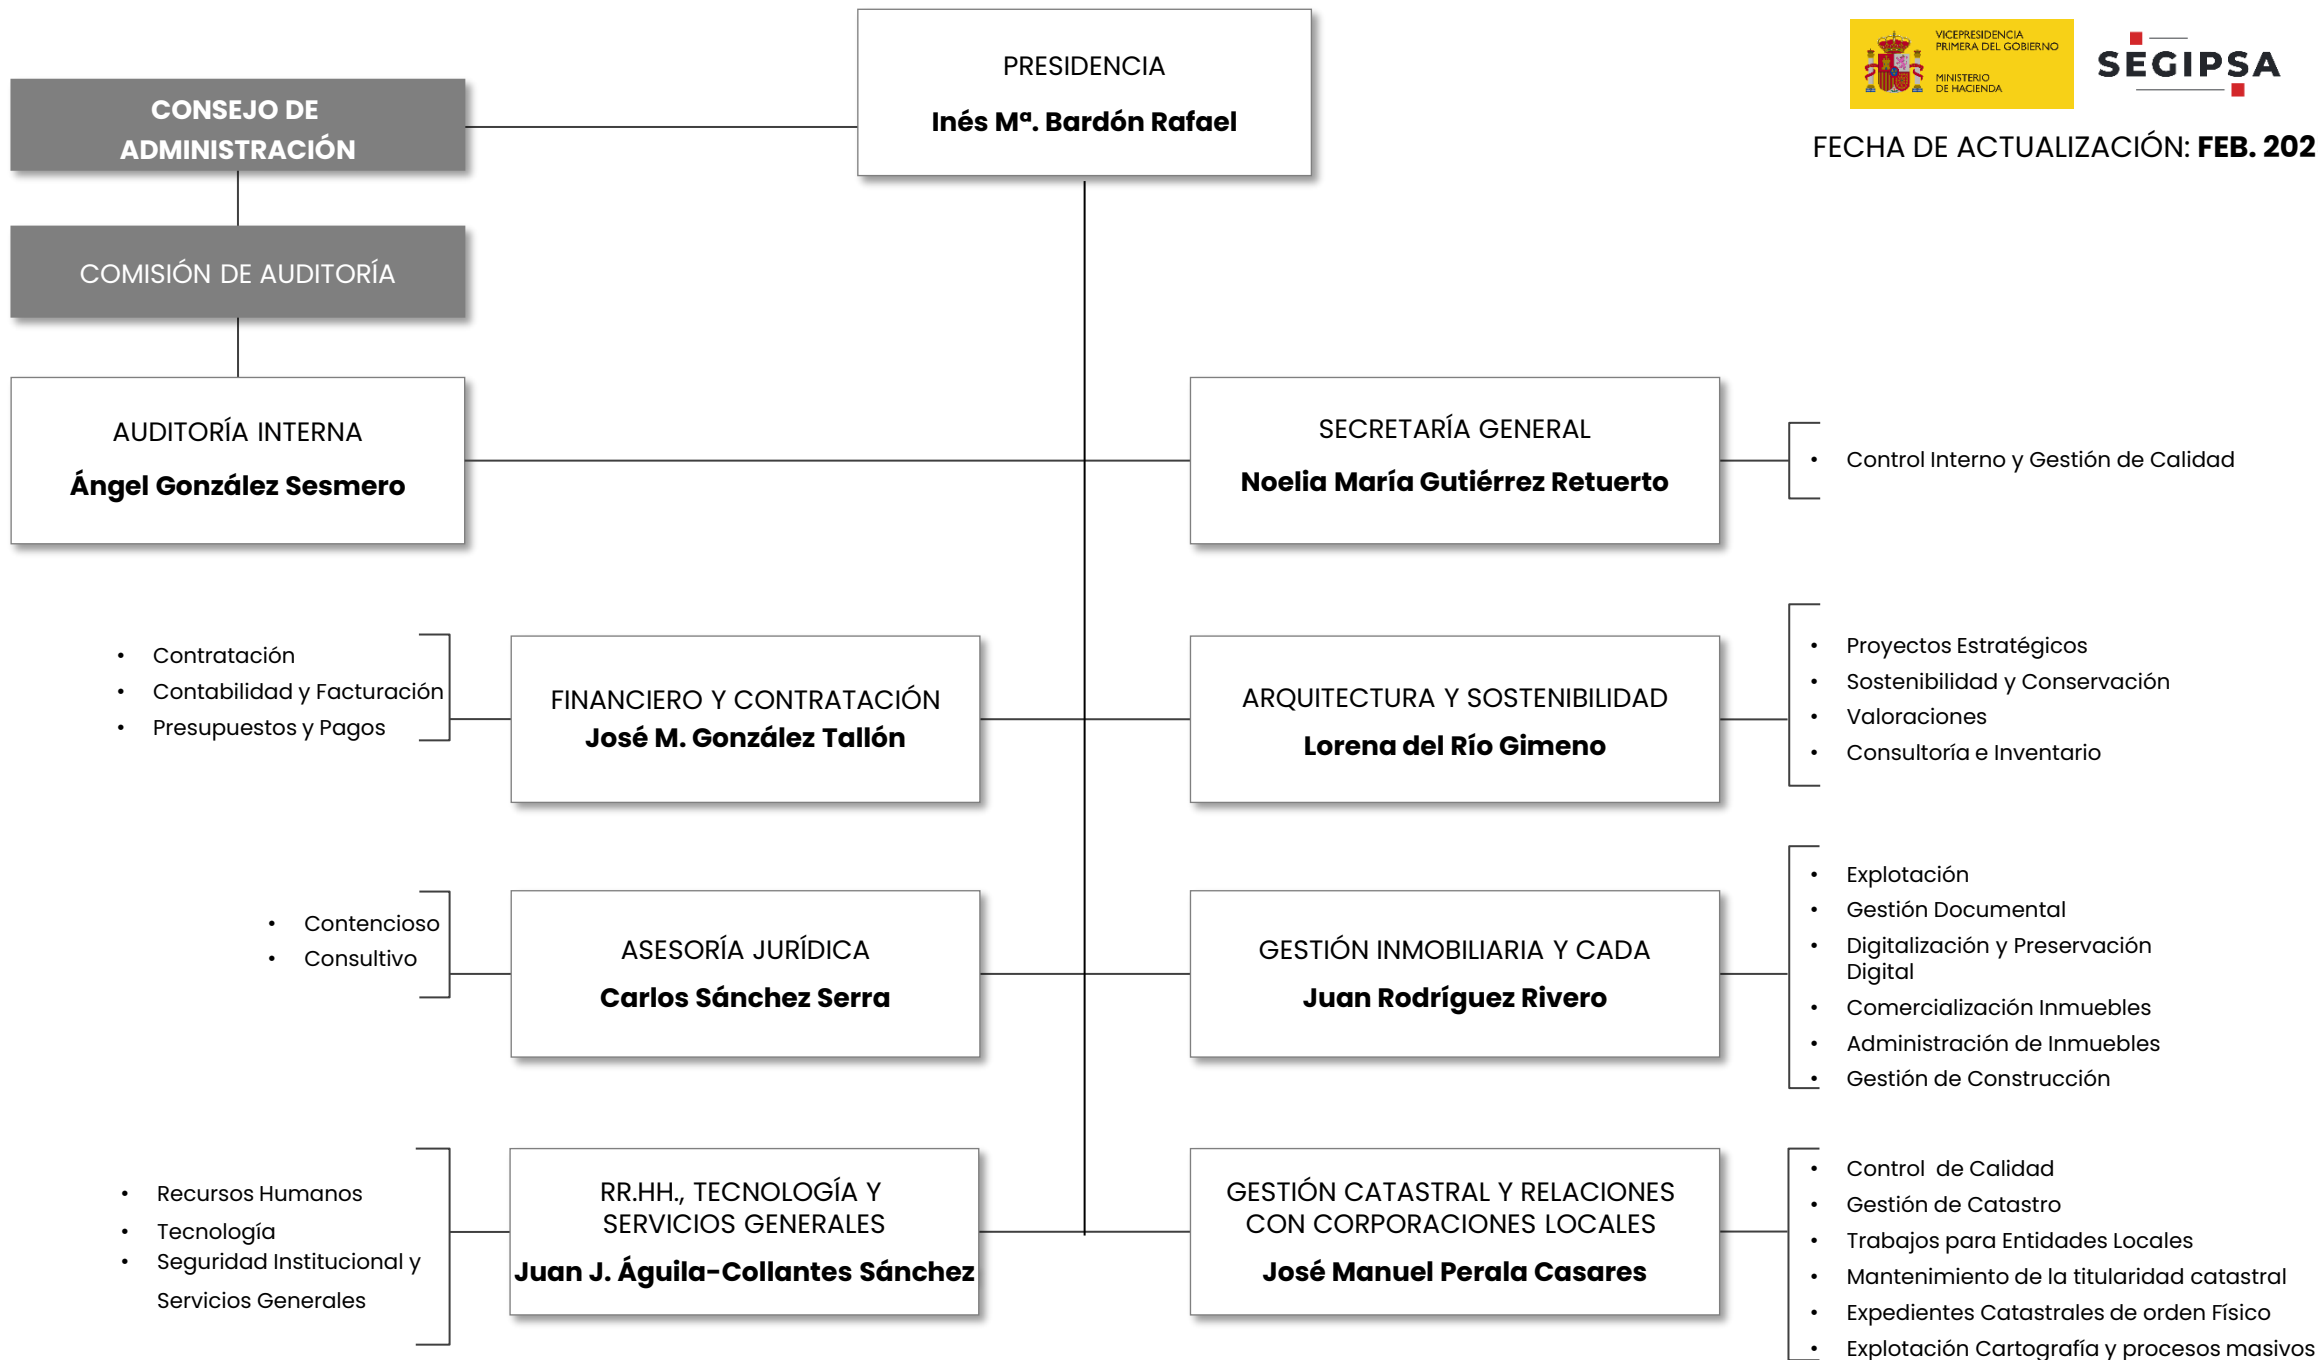 PRESIDENCIA
Inés Mª. Bardón Rafael
VICEPRESIDENCIA
PRIMERA DEL GOBIERNO
MINISTERIO
DE HACIENDA
SEGIPSA
FECHA DE ACTUALIZACIÓN: FEB. 202
CONSEJO DE
ADMINISTRACIÓN
COMISIÓN DE AUDITORÍA
AUDITORÍA INTERNA
Ángel González Sesmero
SECRETARÍA GENERAL
Noelia María Gutiérrez Retuerto
• Control Interno y Gestión de Calidad
• Contratación
• Contabilidad y Facturación
• Presupuestos y Pagos
FINANCIERO Y CONTRATACIÓN
José M. González Tallón
ARQUITECTURA Y SOSTENIBILIDAD
Lorena del Río Gimeno
• Proyectos Estratégicos
• Sostenibilidad y Conservación
• Valoraciones
• Consultoría e Inventario
• Contencioso
• Consultivo
ASESORÍA JURÍDICA
Carlos Sánchez Serra
GESTIÓN INMOBILIARIA Y CADA
Juan Rodríguez Rivero
• Explotación
• Gestión Documental
• Digitalización y Preservación
Digital
• Comercialización Inmuebles
• Administración de Inmuebles
• Gestión de Construcción
• Recursos Humanos
• Tecnología
• Seguridad Institucional y
Servicios Generales
RR.HH., TECNOLOGÍA Y
SERVICIOS GENERALES
Juan J. Águila-Collantes Sánchez
GESTIÓN CATASTRAL Y RELACIONES
CON CORPORACIONES LOCALES
José Manuel Perala Casares
• Control de Calidad
• Gestión de Catastro
• Trabajos para Entidades Locales
• Mantenimiento de la titularidad catastral
• Expedientes Catastrales de orden Físico
• Explotación Cartografía y procesos masivos